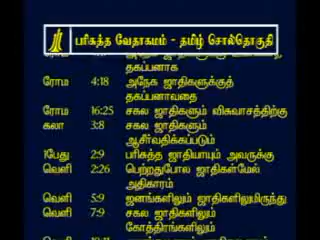 பரிசுத்த வேதாகமம் - தமிழ் சொல்தொகுதி
தகப்பனாக
ரோம 4:18 அநேக ஜாதிகளுக்குத்
தகப்பனாவதை
ரோம 16:25 சகல ஜாதிகளும் விசுவாசத்திற்கு
கலா 3:8 சகல ஜாதிகளும்
ஆசீர்வதிக்கப்படும்
1பேது 2:9 பரிசுத்த ஜாதியாயும் அவருக்கு
வெளி 2:26 பெற்றதுபோல ஜாதிகள்மேல்
அதிகாரம்
வெளி 5:9 ஜனங்களிலும் ஜாதிகளிலுமிருந்து
வெளி 7:9 சகல ஜாதிகளிலும்
கோத்திரங்களிலும்
வெளி